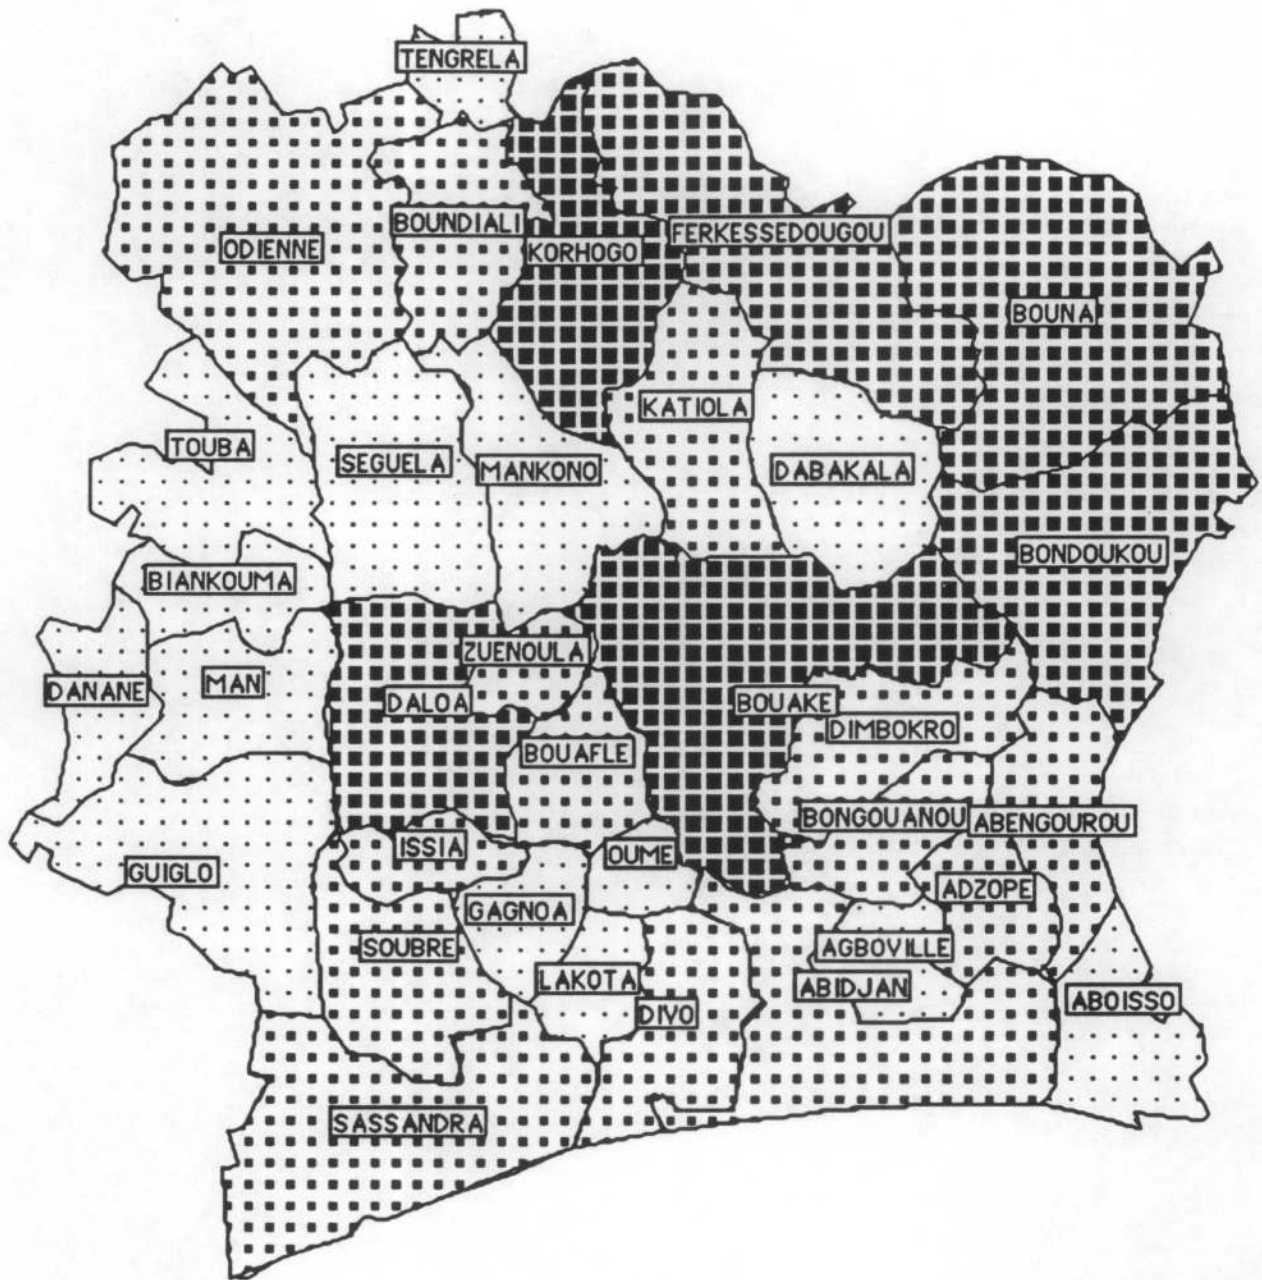 TENGRELA
BOUNDIALI
FERKESSEDOUGOU
ODIENNE
KORHOGO
BOUNA
KATIOLA
TOUBA
SEGUELA
MANKONO
DABAKALA
BONDOUKOU
BIANKOUMA
ZUENOULA
DANANE
MAN
DALOA
BOUAKE
DIMBOKRO
BOUAFLE
BONGOUANOU
ABENGOUROU
ISSIA
OUME
GUIGLO
ADZOPE
GAGNOA
SOUBRE
AGBOVILLE
LAKOTA
ABIDJAN
ABOISSO
DIVO
SASSANDRA